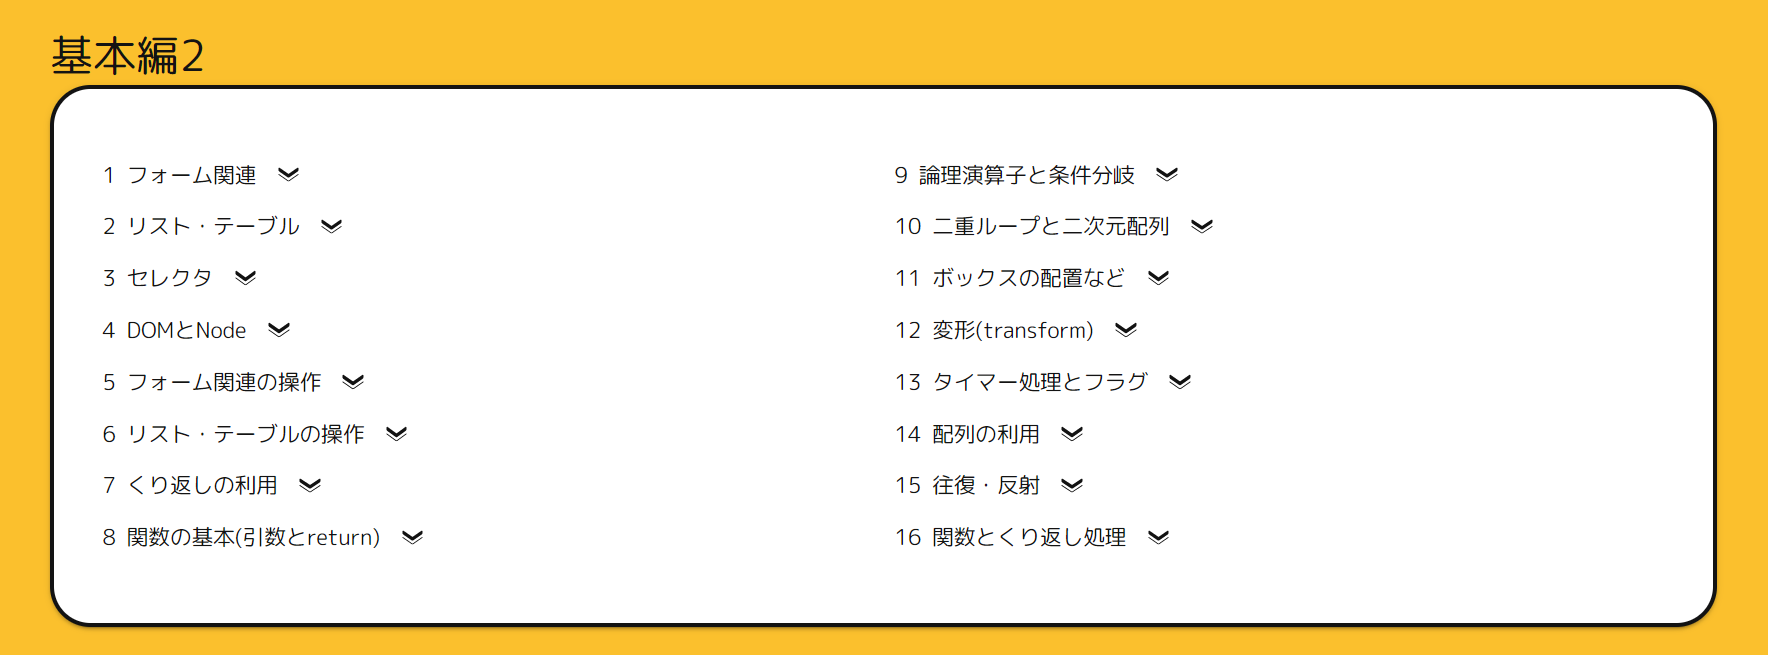 基本編2
1 フォーム関連
2 リスト・テーブル
3 セレクタ
4 DOMとNode
5 フォーム関連の操作
6 リスト・テーブルの操作
7 くり返しの利用
8 関数の基本(引数とreturn)
9 論理演算子と条件分岐
10 二重ループと二次元配列
11 ボックスの配置など
12 変形(transform)
13 タイマー処理とフラグ
14 配列の利用
15 往復・反射
16 関数とくり返し処理